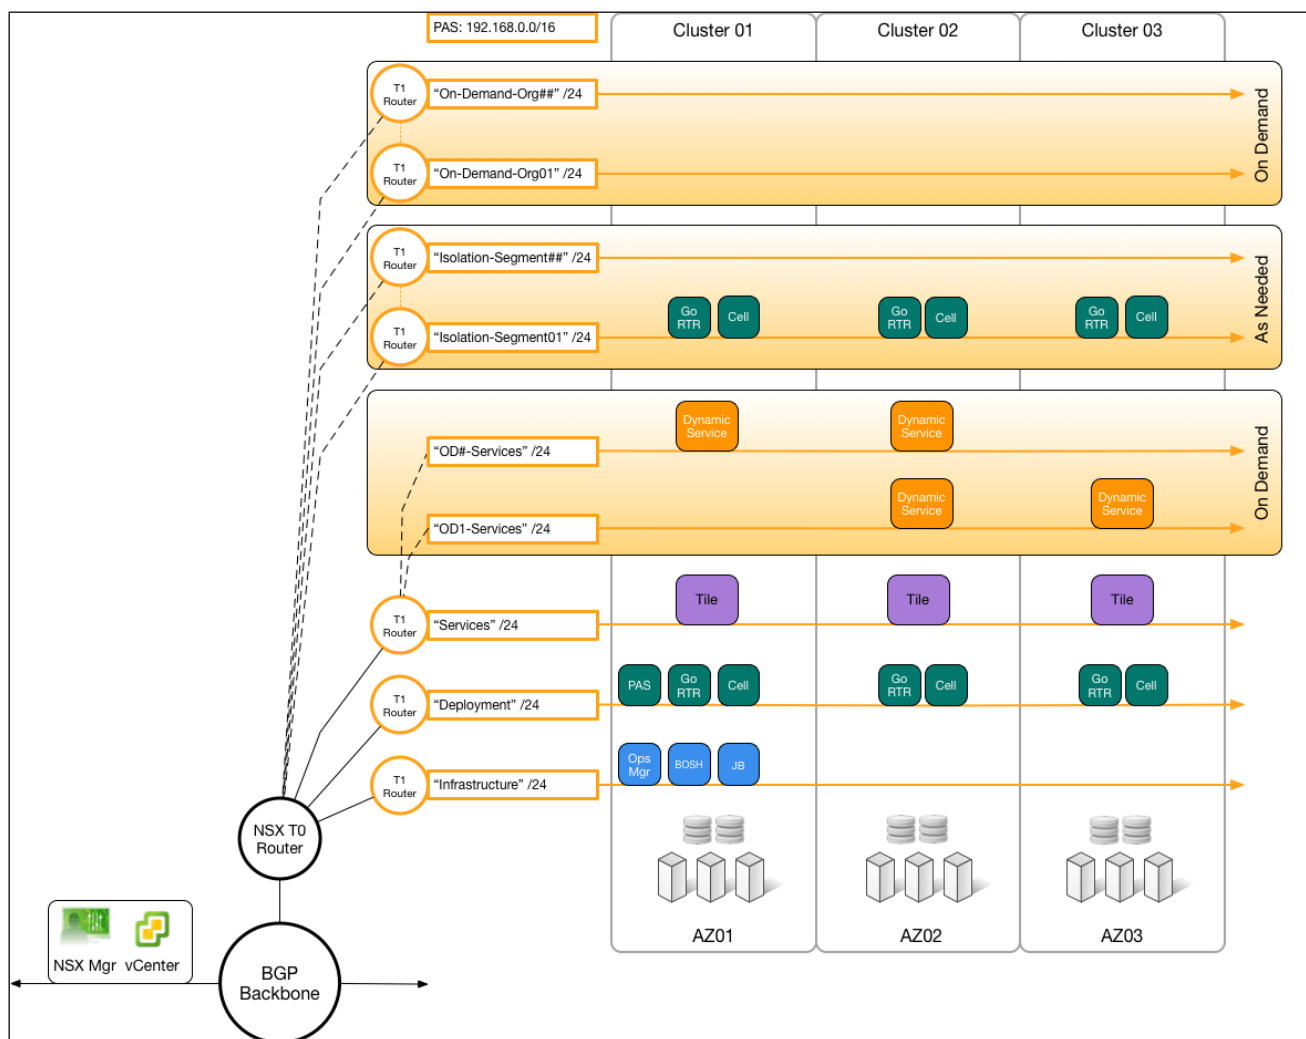 PAS: 192.168.0.0/16
Cluster 01
Cluster 02
Cluster 03
T1
Router
“On-Demand-Org##” /24
T1
Router
“On-Demand-Org01” /24
On Demand
T1
Router
“Isolation-Segment##” /24
Go
RTR
Cell
Go
RTR
Cell
Go
RTR
Cell
T1
Router
“Isolation-Segment01” /24
As Needed
Dynamic
Service
Dynamic
Service
“OD#-Services” /24
Dynamic
Service
Dynamic
Service
“OD1-Services” /24
On Demand
Tile
Tile
Tile
T1
Router
“Services” /24
PAS
Go
RTR
Cell
Go
RTR
Cell
Go
RTR
Cell
T1
Router
“Deployment” /24
Ops
Mgr
BOSH
JB
T1
Router
“Infrastructure” /24
NSX T0
Router
AZ01
AZ02
AZ03
NSX Mgr
vCenter
BGP
Backbone